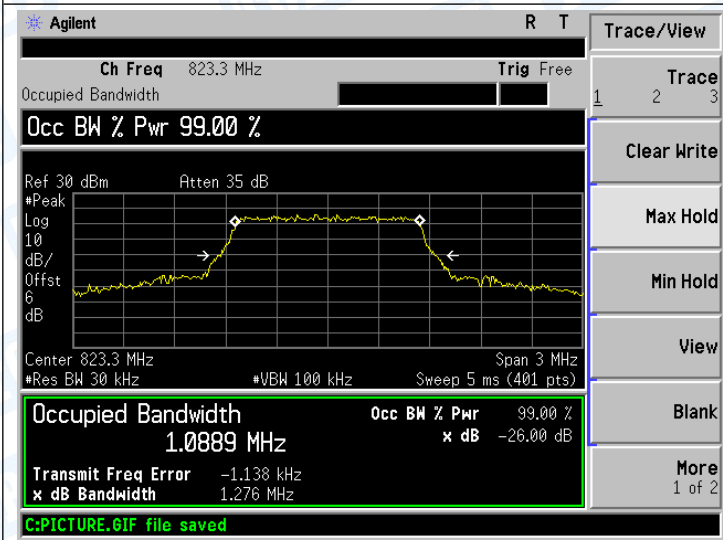 Agilent R T
Trace/View
Ch Freq 823.3 MHz Trig Free
Occupied Bandwidth
Trace
1 2 3
Occ BW % Pwr 99.00 %
Clear Write
Ref 30 dBm Atten 35 dB
#Peak
Log
10
dB/
Offst
6
dB
Max Hold
Min Hold
Center 823.3 MHz Span 3 MHz
#Res BW 30 kHz #VBW 100 kHz Sweep 5 ms (401 pts)
View
Occupied Bandwidth Occ BW % Pwr 99.00 %
1.0889 MHz x dB -26.00 dB
Blank
Transmit Freq Error -1.138 kHz
x dB Bandwidth 1.276 MHz
More
1 of 2
C:PICTURE.GIF file saved